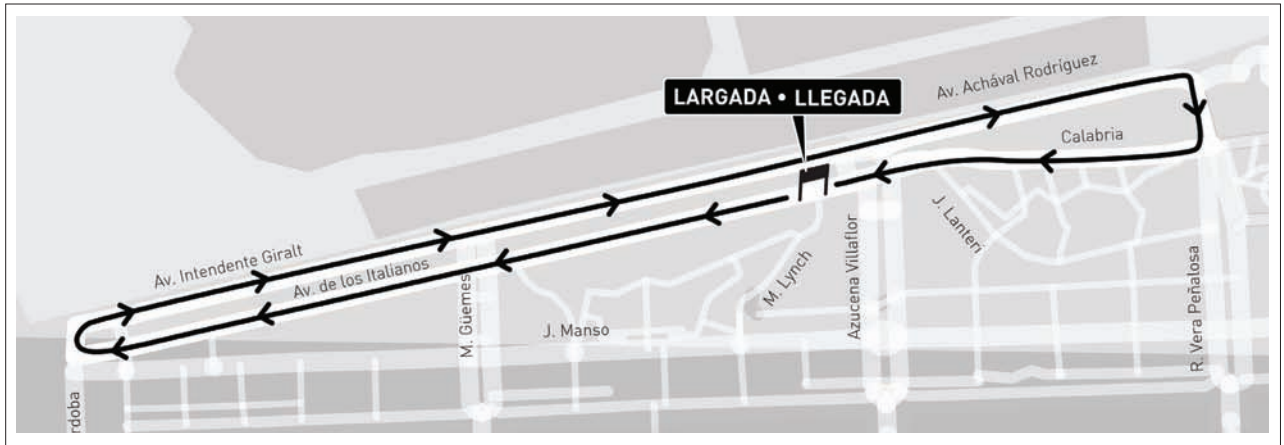 Av. Achával Rodríguez
LARGADA • LLEGADA
Calabria
J. Lanteri
Av. Intendente Giralt
Av. de los Italianos
M. Güemes
J. Manso
M. Lynch
Azucena Villaflor
R. Vera Peñalosa
rdoba